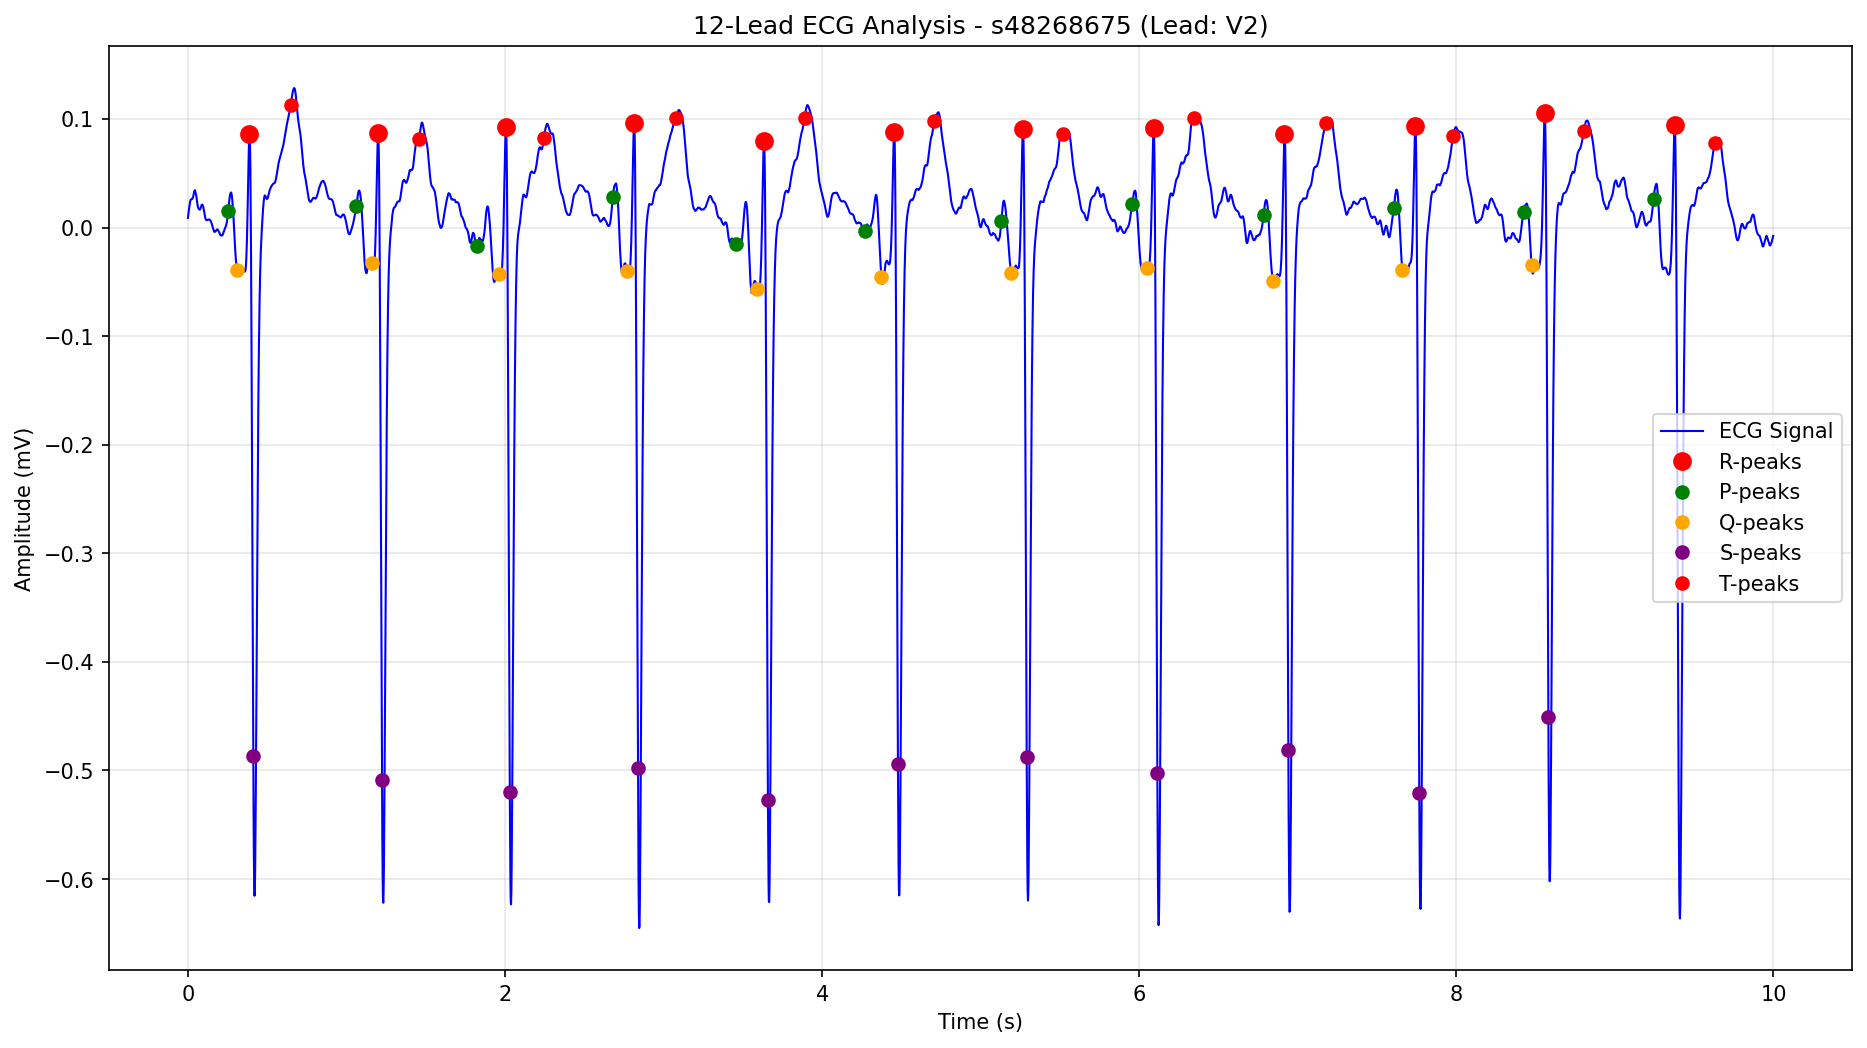 12-Lead ECG Analysis - s48268675 (Lead: V2)
Amplitude (mV)
0.1
0.0
−0.1
−0.2
−0.3
−0.4
−0.5
−0.6
ECG Signal
R-peaks
P-peaks
Q-peaks
S-peaks
T-peaks
0 2 4 6 8 10
Time (s)